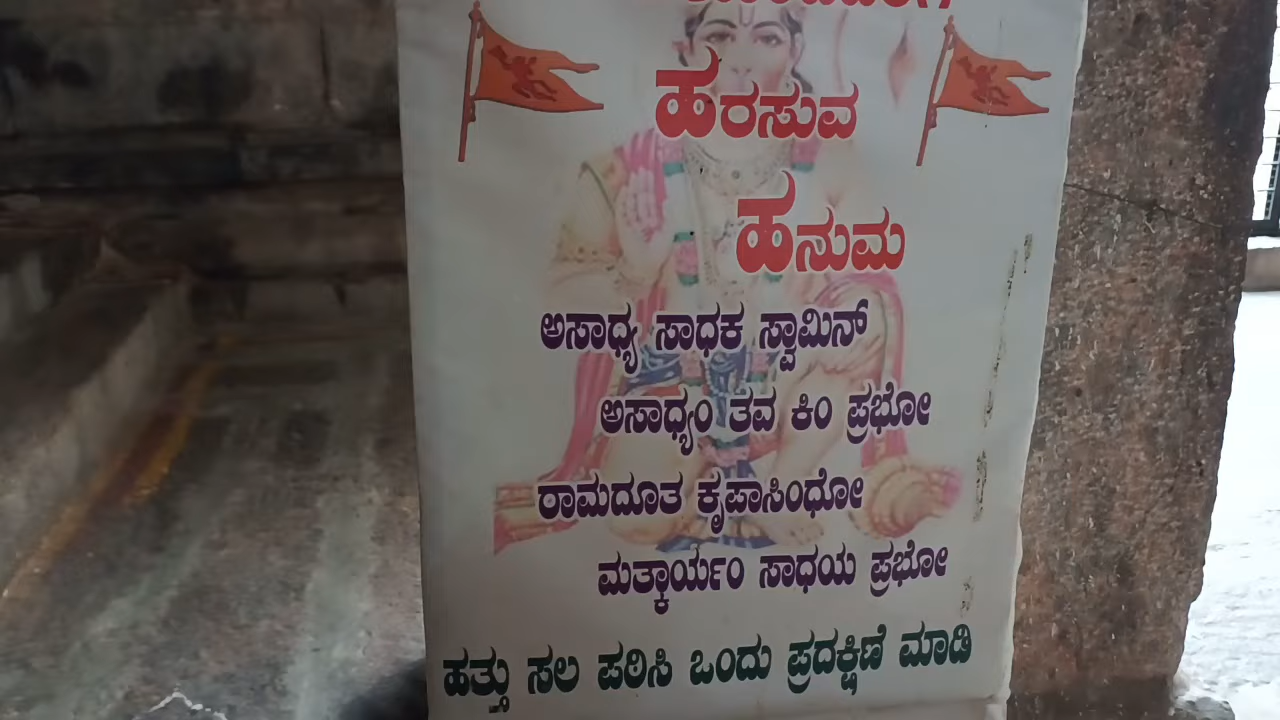 ಹರಸುವ
ಹನುಮ
ಅಸಾಧ್ಯ ಸಾಧಕ ಸ್ವಾಮಿನ್
ಅಸಾಧ್ಯಂ ತವ ಕಿಂ ಪ್ರಭೋ
ರಾಮದೂತ ಕೃಪಾಸಿಂಧೋ
ಮತ್ಕಾರ್ಯಂ ಸಾಧಯ ಪ್ರಭೋ
ಹತ್ತು ಸಲ ಪಠಿಸಿ ಒಂದು ಪ್ರದಕ್ಷಿಣೆ ಮಾಡಿ